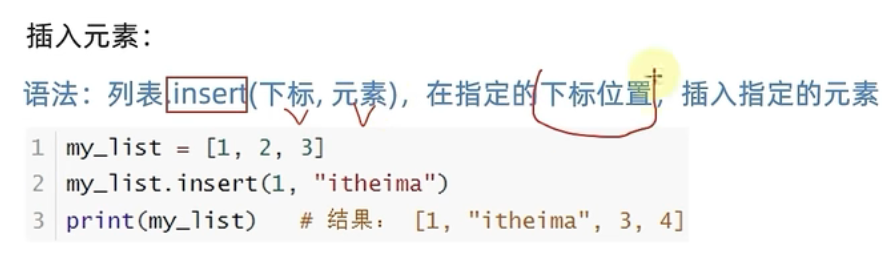 插入元素：
语法：列表.insert(下标, 元素)，在指定的下标位置，插入指定的元素
1 my_list = [1, 2, 3]
2 my_list.insert(1, "itheima")
3 print(my_list)   # 结果： [1, "itheima", 3, 4]